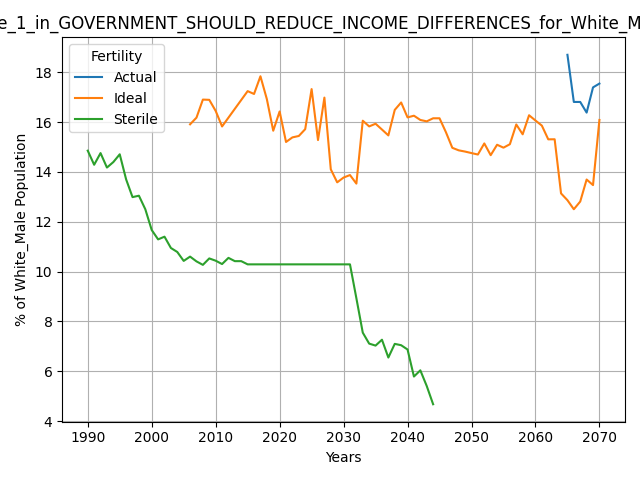 e_1_in_GOVERNMENT_SHOULD_REDUCE_INCOME_DIFFERENCES_for_White_M
Fertility
Actual
Ideal
Sterile
% of White_Male Population
18
16
14
12
10
8
6
4
1990 2000 2010 2020 2030 2040 2050 2060 2070
Years